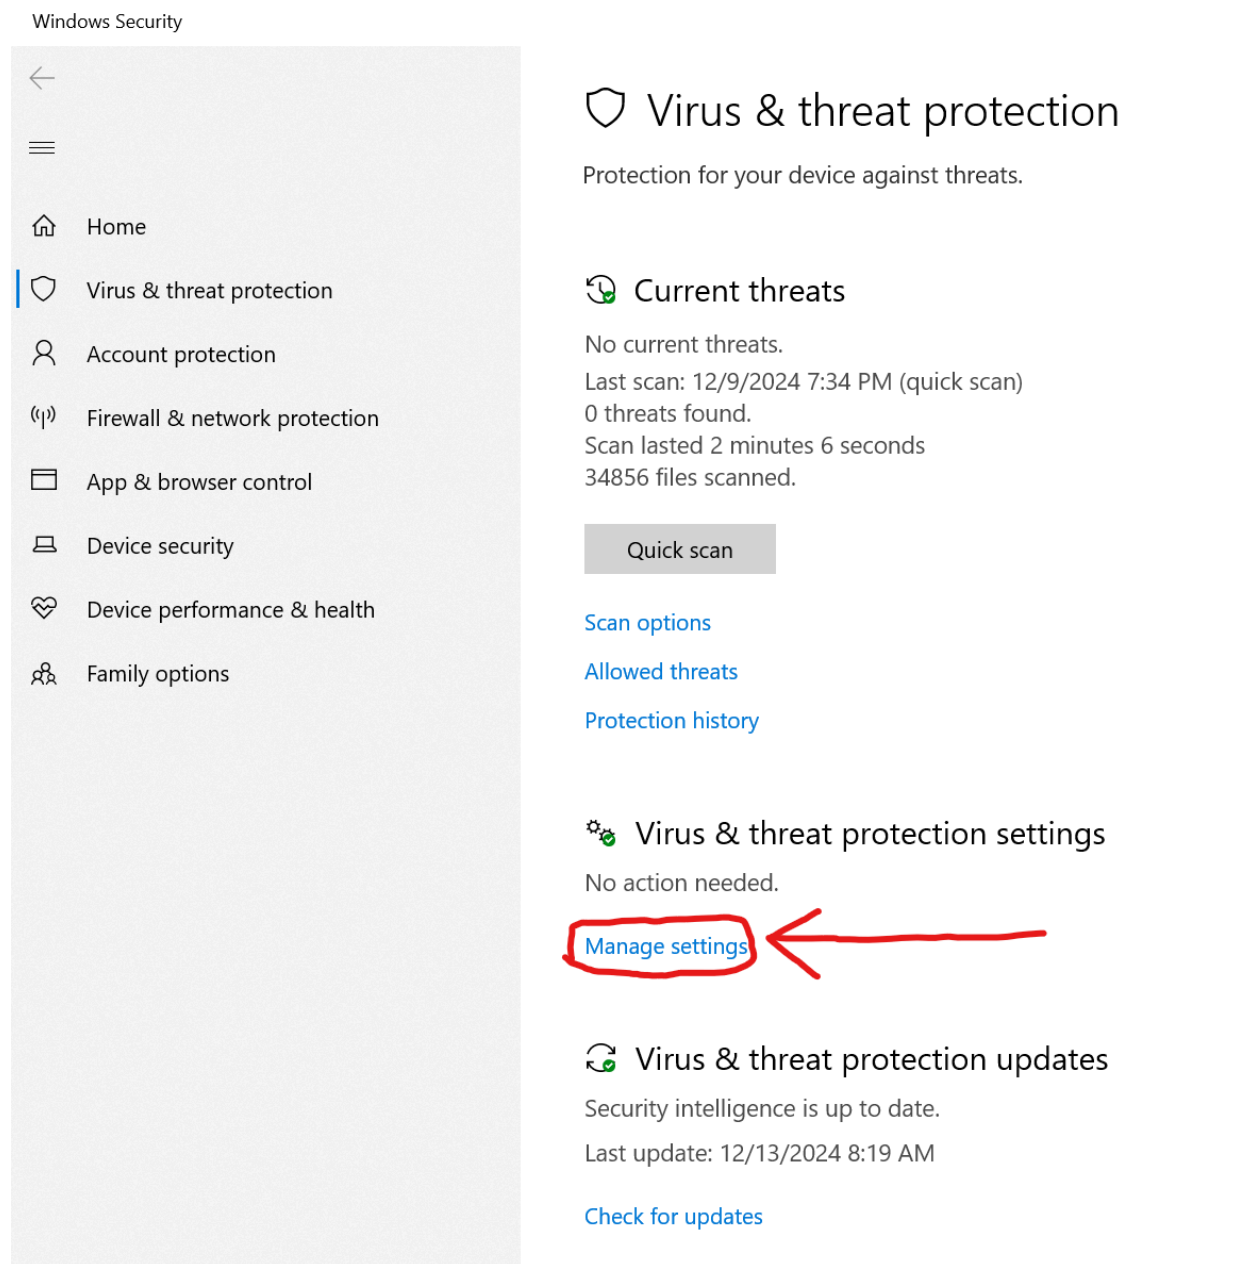 Windows Security
Home
Virus & threat protection
Account protection
Firewall & network protection
App & browser control
Device security
Device performance & health
Family options
Virus & threat protection
Protection for your device against threats.
Current threats
No current threats.
Last scan: 12/9/2024 7:34 PM (quick scan)
0 threats found.
Scan lasted 2 minutes 6 seconds
34856 files scanned.
Quick scan
Scan options
Allowed threats
Protection history
Virus & threat protection settings
No action needed.
Manage settings
Virus & threat protection updates
Security intelligence is up to date.
Last update: 12/13/2024 8:19 AM
Check for updates